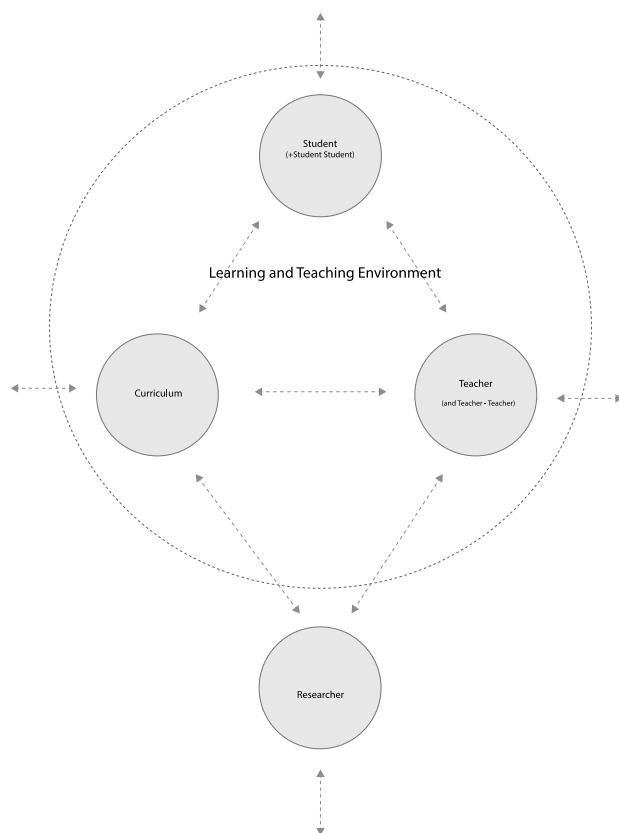 Student
(+Student Student)
Learning and Teaching Environment
Curriculum
Teacher
(and Teacher - Teacher)
Researcher